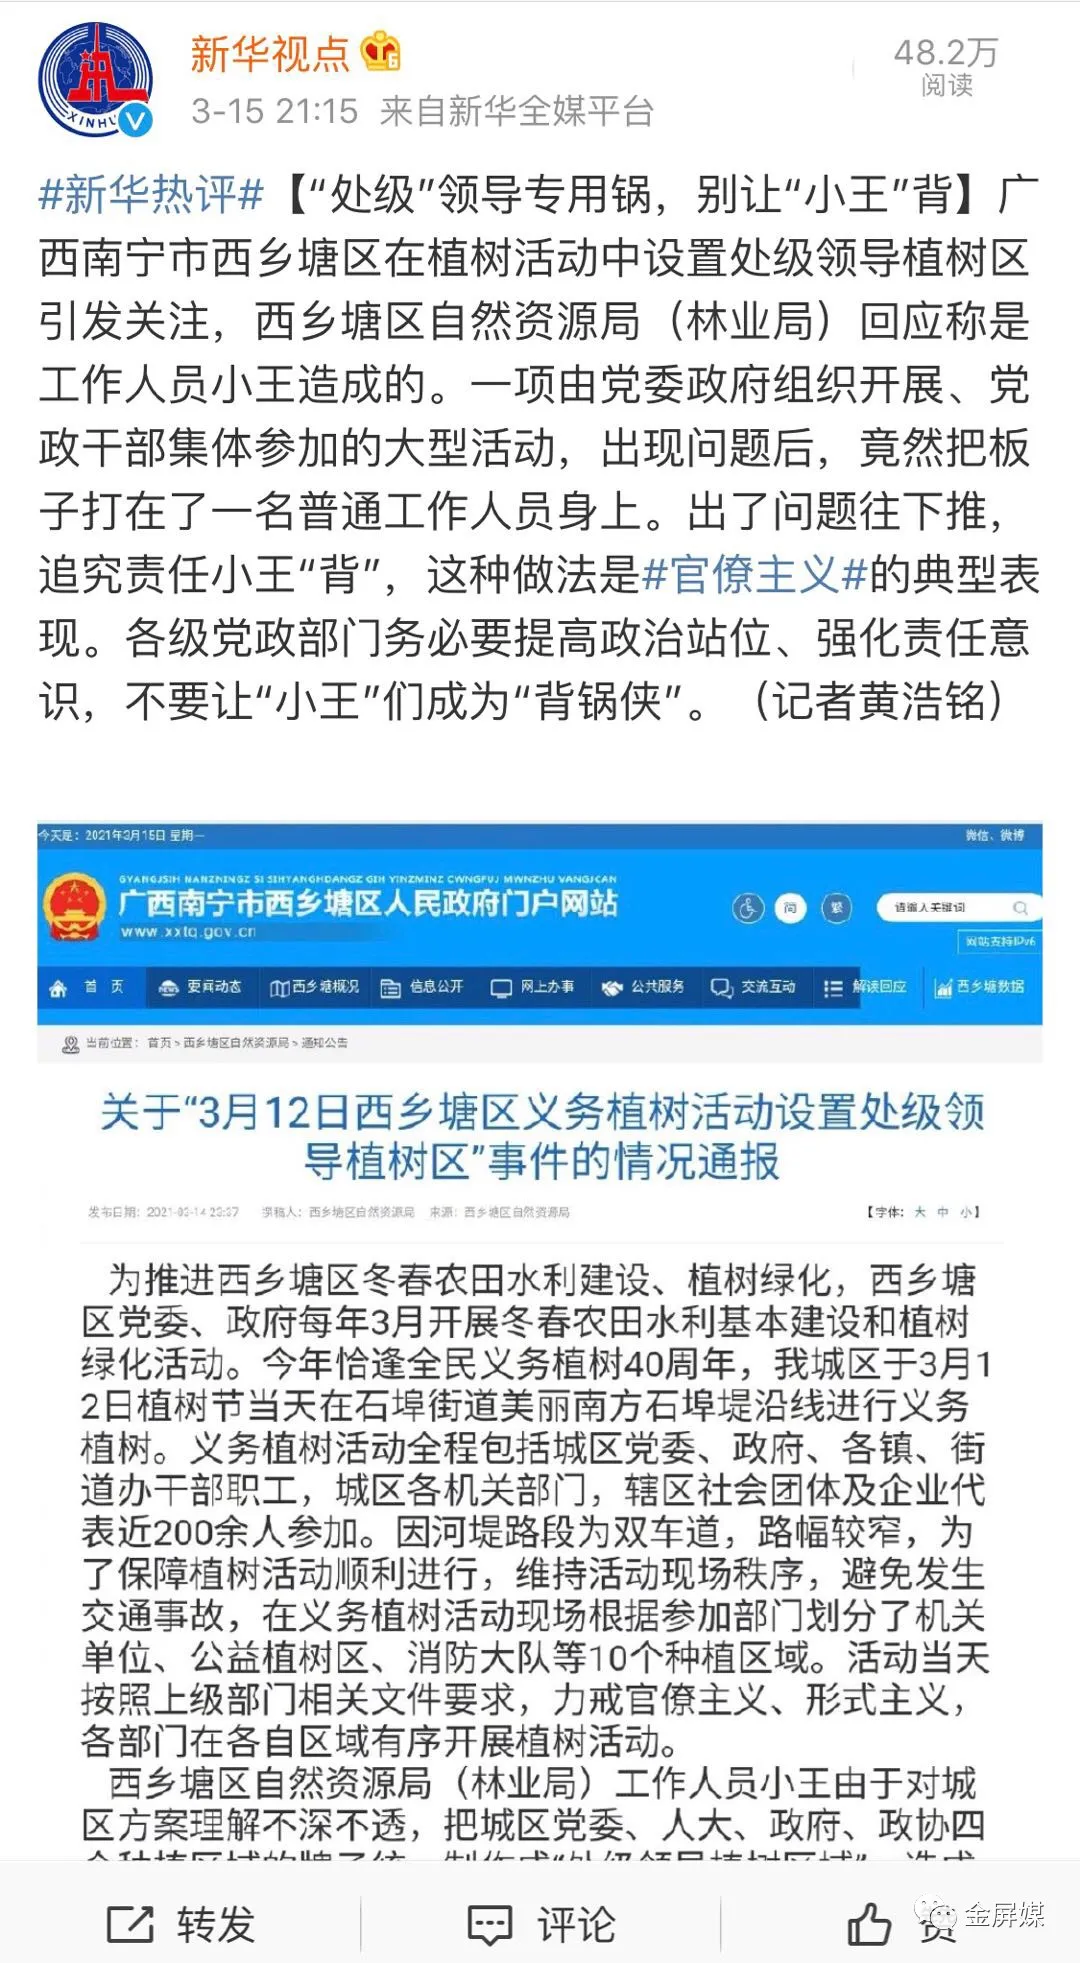 新华视点
48.2万
阅读
3-15 21:15 来自新华全媒平台
#新华热评#【“处级”领导专用锅，别让“小王”背】广
西南宁市西乡塘区在植树活动中设置处级领导植树区
引发关注，西乡塘区自然资源局（林业局）回应称是
工作人员小王造成的。一项由党委政府组织开展、党
政干部集体参加的大型活动，出现问题后，竟然把板
子打在了一名普通工作人员身上。出了问题往下推，
追究责任小王“背”，这种做法是#官僚主义#的典型表
现。各级党政部门务必要提高政治站位、强化责任意
识，不要让“小王”们成为“背锅侠”。（记者黄浩铭）
今天是：2021年3月15日 星期一
微信、微博
广西南宁市西乡塘区人民政府门户网站
www.xxtq.gov.cn
简
繁
请输入关键词
网站支持IPv6
首 页 要闻动态 西乡塘概况 信息公开 网上办事 公共服务 交流互动 解读回应 西乡塘数据
当前位置： 首页 > 西乡塘区自然资源局 > 通知公告
关于“3月12日西乡塘区义务植树活动设置处级领
导植树区”事件的情况通报
发布日期：2021-03-14 23:37 供稿人：西乡塘区自然资源局 来源：西乡塘区自然资源局 【字体： 大 中 小】
为推进西乡塘区冬春农田水利建设、植树绿化，西乡塘
区党委、政府每年3月开展冬春农田水利基本建设和植树
绿化活动。今年恰逢全民义务植树40周年，我城区于3月1
2日植树节当天在石埠街道美丽南方石埠堤沿线进行义务
植树。义务植树活动全程包括城区党委、政府、各镇、街
道办干部职工，城区各机关部门，辖区社会团体及企业代
表近200余人参加。因河堤路段为双车道，路幅较窄，为
了保障植树活动顺利进行，维持活动现场秩序，避免发生
交通事故，在义务植树活动现场根据参加部门划分了机关
单位、公益植树区、消防大队等10个种植区域。活动当天
按照上级部门相关文件要求，力戒官僚主义、形式主义，
各部门在各自区域有序开展植树活动。
西乡塘区自然资源局（林业局）工作人员小王由于对城
区方案理解不深不透，把城区党委、人大、政府、政协四
转发
评论
赞
金屏媒